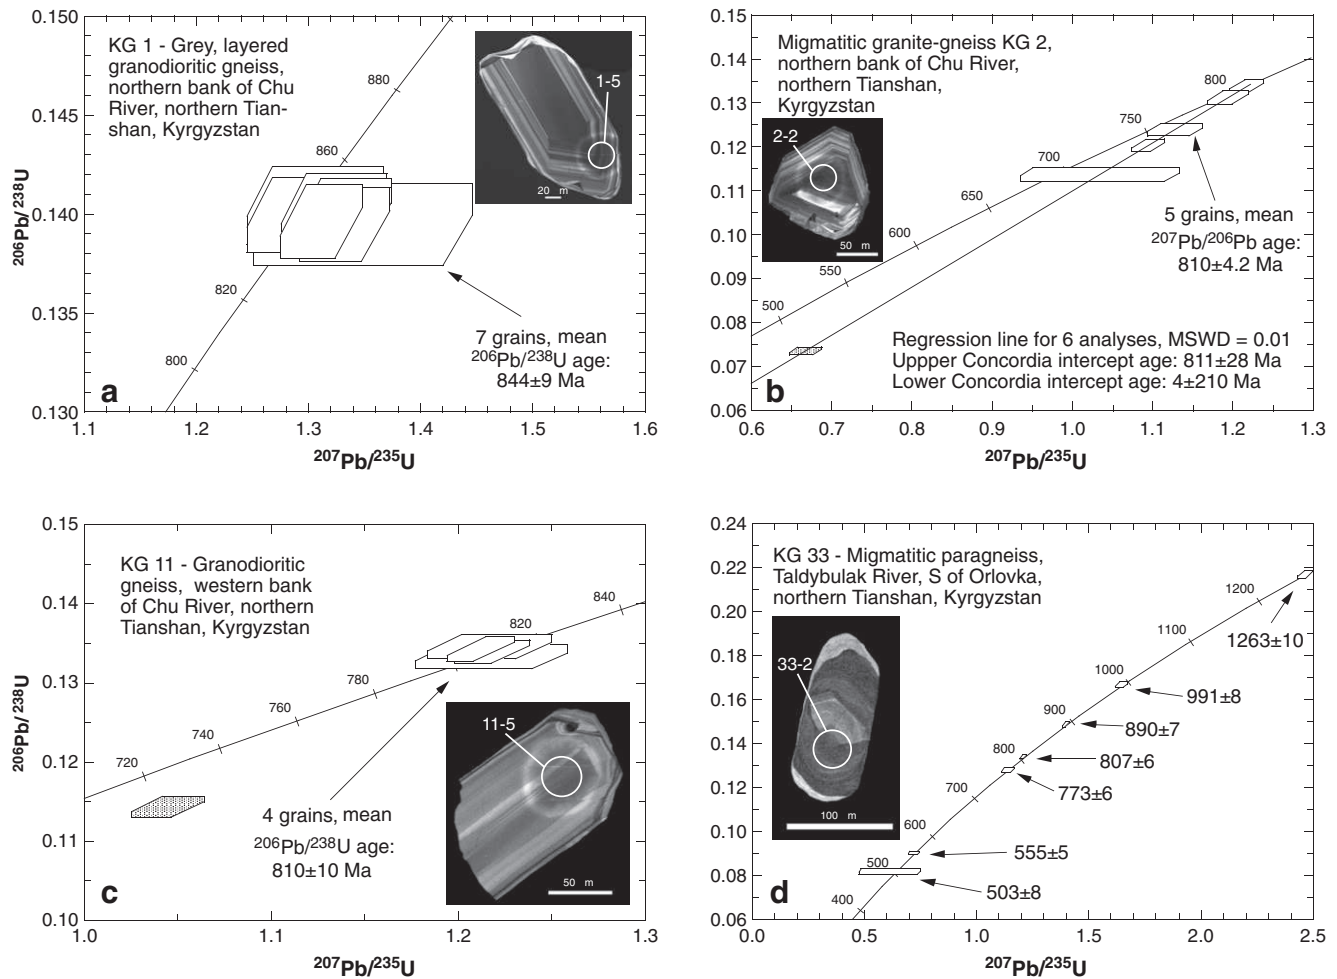 0.150
0.145
0.140
0.135
0.130
1.1
1.2
1.3
1.4
1.5
1.6
206Pb/238U
207Pb/235U
KG 1 - Grey, layered
granodioritic gneiss,
northern bank of Chu
River, northern Tian-
shan, Kyrgyzstan
880
860
820
800
1-5
20 m
7 grains, mean
206Pb/238U age:
844±9 Ma
a
0.15
0.14
0.13
0.12
0.11
0.10
0.09
0.08
0.07
0.06
0.6
0.7
0.8
0.9
1.0
1.1
1.2
1.3
207Pb/235U
Migmatitic granite-gneiss KG 2,
northern bank of Chu River,
northern Tianshan,
Kyrgyzstan
800
750
700
650
600
550
500
2-2
50 m
5 grains, mean
207Pb/206Pb age:
810±4.2 Ma
Regression line for 6 analyses, MSWD = 0.01
Uppper Concordia intercept age: 811±28 Ma
Lower Concordia intercept age: 4±210 Ma
b
0.15
0.14
0.13
0.12
0.11
0.10
1.0
1.1
1.2
1.3
206Pb/238U
207Pb/235U
KG 11 - Granodioritic
gneiss, western bank
of Chu River, northern
Tianshan, Kyrgyzstan
840
820
780
760
740
720
11-5
50 m
4 grains, mean
206Pb/238U age:
810±10 Ma
c
0.24
0.22
0.20
0.18
0.16
0.14
0.12
0.10
0.08
0.06
0.0
0.5
1.0
1.5
2.0
2.5
207Pb/235U
KG 33 - Migmatitic paragneiss,
Taldybulak River, S of Orlovka,
northern Tianshan, Kyrgyzstan
1200
1100
1000
900
800
700
600
500
400
33-2
100 m
1263±10
991±8
890±7
807±6
773±6
555±5
503±8
d